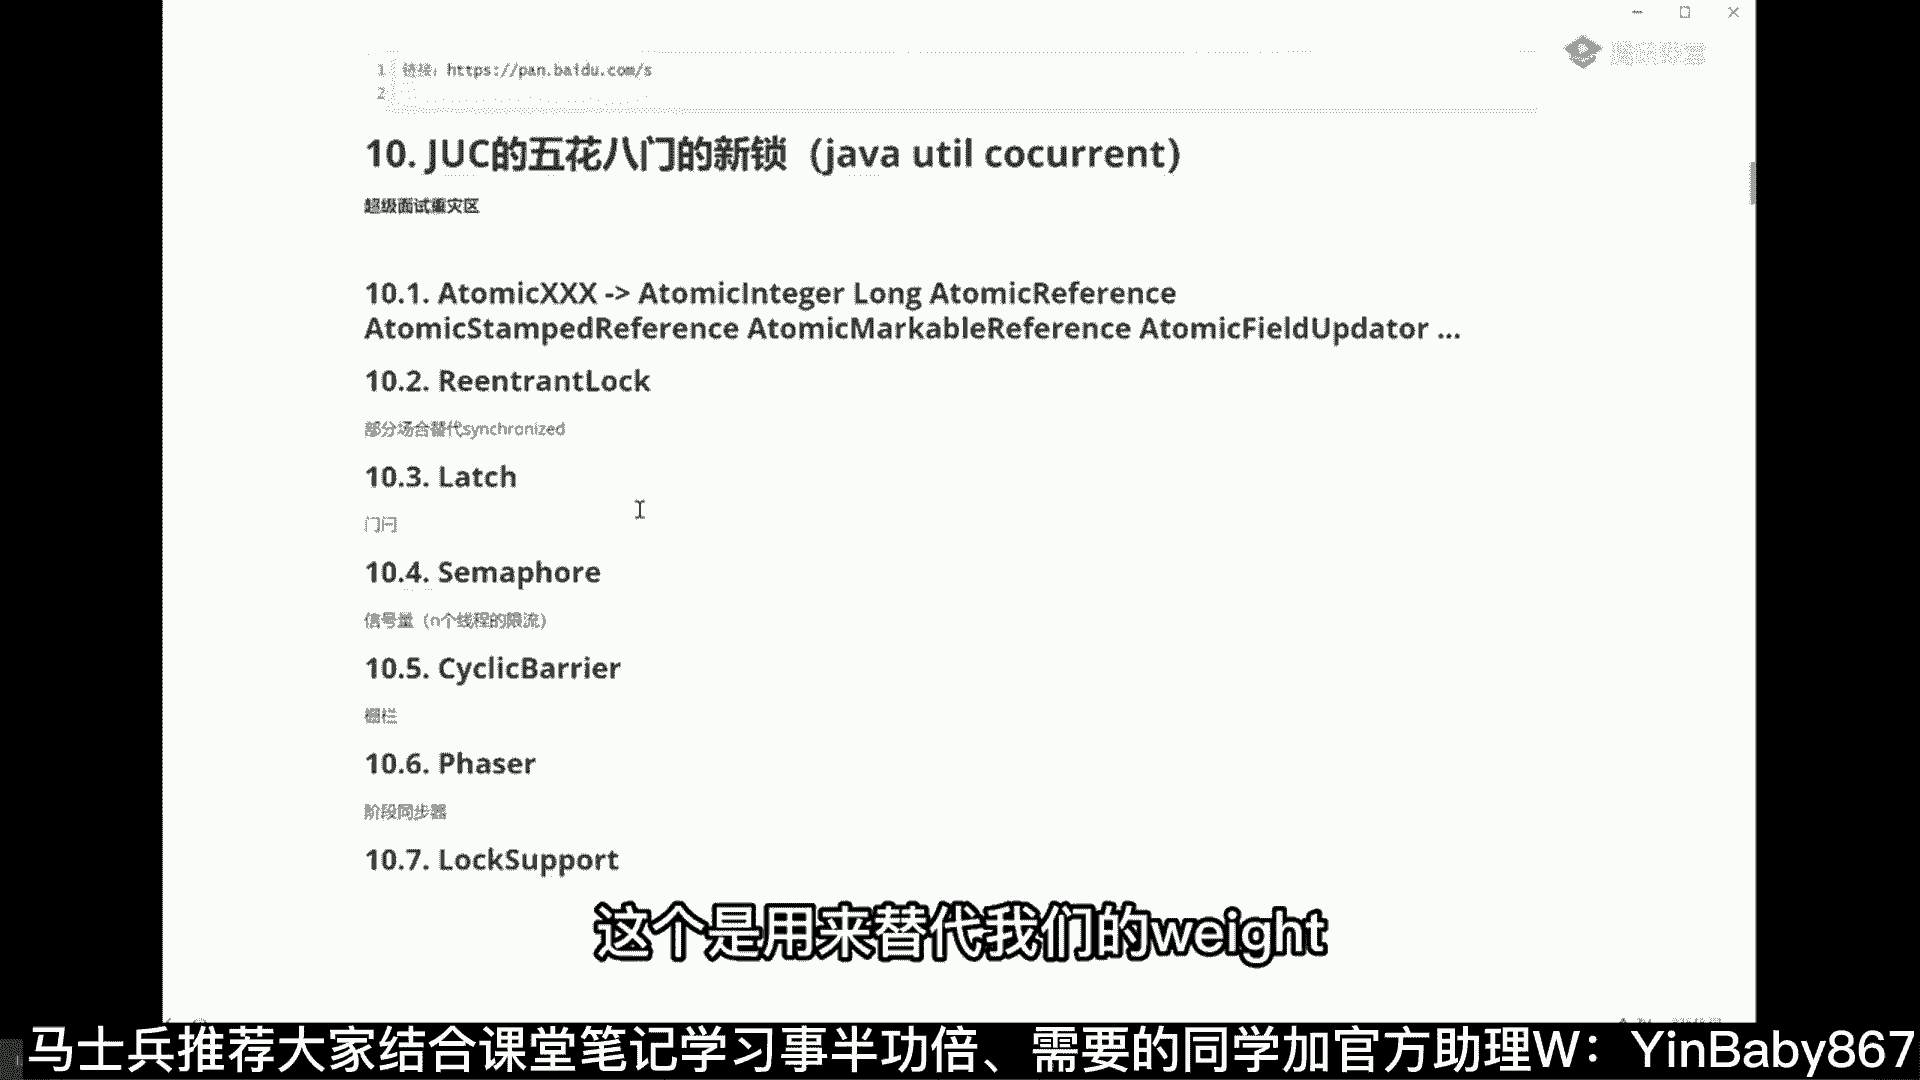 1 链接：https://pan.baidu.com/s
2
10. JUC的五花八门的新锁（java util cocurrent）
超级面试重灾区
10.1. AtomicXXX -> AtomicInteger Long AtomicReference
AtomicStampedReference AtomicMarkableReference AtomicFieldUpdator ...
10.2. ReentrantLock
部分场合替代synchronized
10.3. Latch
门闩
10.4. Semaphore
信号量（n个线程的限流）
10.5. CyclicBarrier
栅栏
10.6. Phaser
阶段同步器
10.7. LockSupport
这个是用来替代我们的weight
马士兵推荐大家结合课堂笔记学习事半功倍、需要的同学加官方助理W：YinBaby867